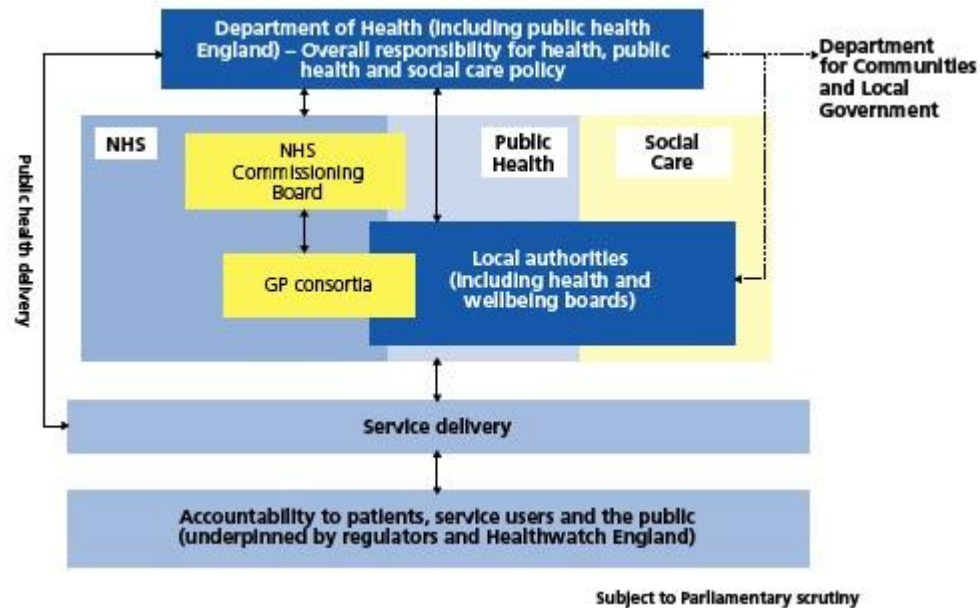 Department of Health (including public health
England) – Overall responsibility for health, public
health and social care policy
Department
for Communities
and Local
Government
Public health delivery
NHS
NHS
Commissioning
Board
Public
Health
Social
Care
GP consortia
Local authorities
(including health and
wellbeing boards)
Service delivery
Accountability to patients, service users and the public
(underpinned by regulators and Healthwatch England)
Subject to Parliamentary scrutiny